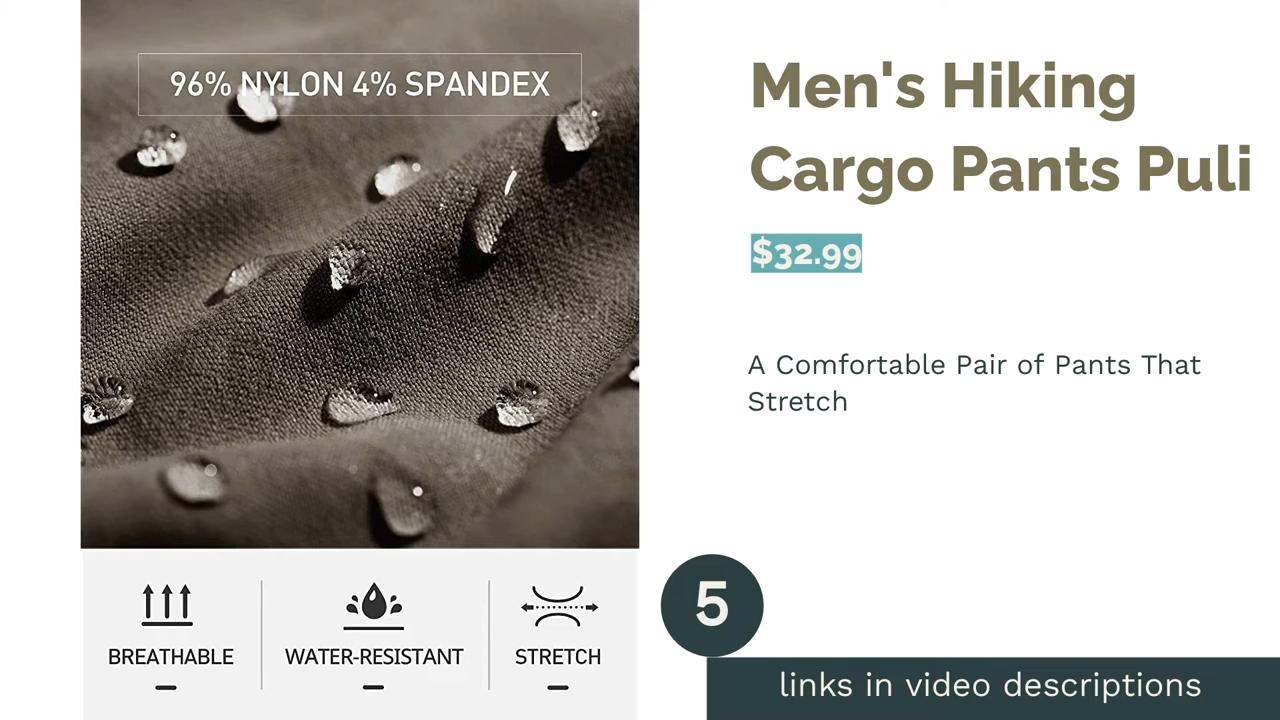 96% NYLON 4% SPANDEX
BREATHABLE
WATER-RESISTANT
STRETCH
Men's Hiking
Cargo Pants Puli
$32.99
A Comfortable Pair of Pants That
Stretch
5
links in video descriptions